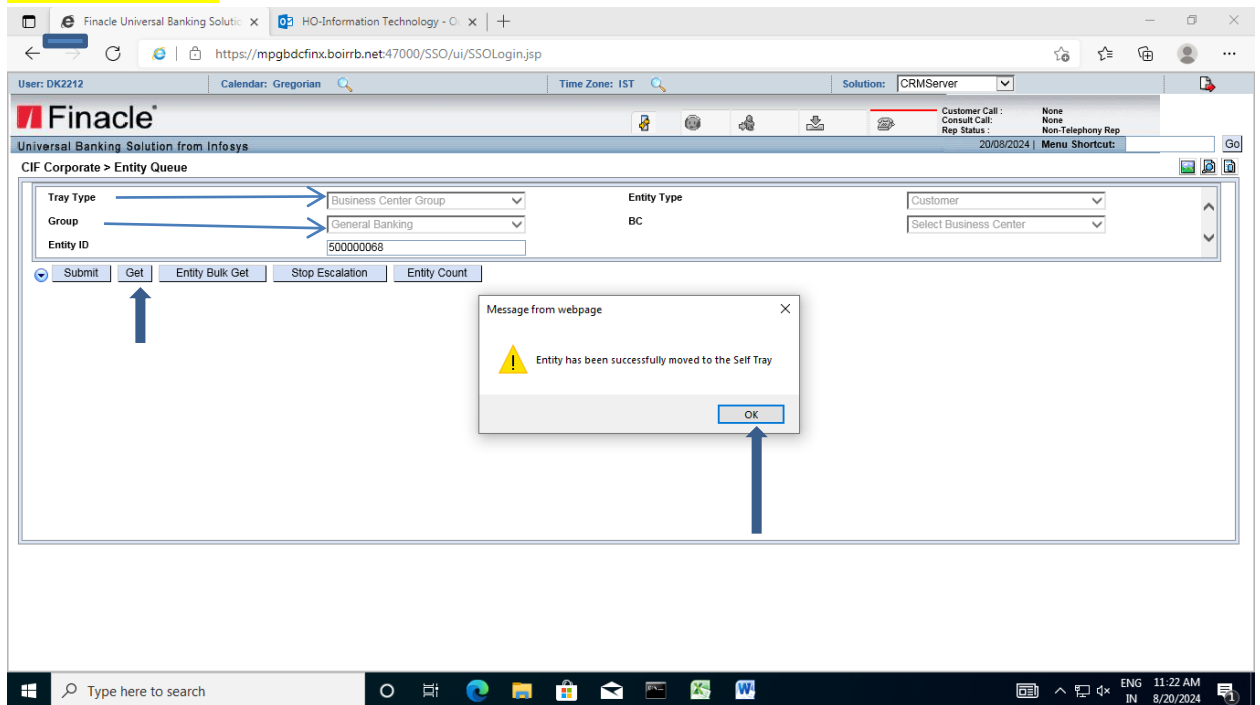 Finacle Universal Banking Solutic
HO-Information Technology - O
https://mpgbdcfinx.boirrb.net:47000/SSO/ui/SSOLogin.jsp
User: DK2212 Calendar: Gregorian Time Zone: IST Solution: CRMServer
Finacle
Customer Call : None
Consult Call: None
Rep Status : Non-Telephony Rep
Universal Banking Solution from Infosys 20/08/2024 | Menu Shortcut: Go
CIF Corporate > Entity Queue
Tray Type Business Center Group Entity Type Customer
Group General Banking BC Select Business Center
Entity ID 500000068
Submit Get Entity Bulk Get Stop Escalation Entity Count
Message from webpage
Entity has been successfully moved to the Self Tray
OK
Type here to search
ENG 11:22 AM
IN 8/20/2024
1